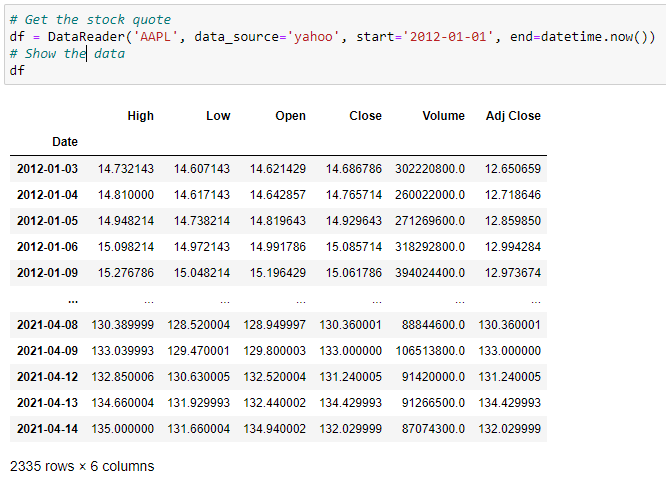 # Get the stock quote
df = DataReader('AAPL', data_source='yahoo', start='2012-01-01', end=datetime.now())
# Show the data
df
High Low Open Close Volume Adj Close
Date
2012-01-03 14.732143 14.607143 14.621429 14.686786 302220800.0 12.650659
2012-01-04 14.810000 14.617143 14.642857 14.765714 260022000.0 12.718646
2012-01-05 14.948214 14.738214 14.819643 14.929643 271269600.0 12.859850
2012-01-06 15.098214 14.972143 14.991786 15.085714 318292800.0 12.994284
2012-01-09 15.276786 15.048214 15.196429 15.061786 394024400.0 12.973674
... ... ... ... ... ... ...
2021-04-08 130.389999 128.520004 128.949997 130.360001 88844600.0 130.360001
2021-04-09 133.039993 129.470001 129.800003 133.000000 106513800.0 133.000000
2021-04-12 132.850006 130.630005 132.520004 131.240005 91420000.0 131.240005
2021-04-13 134.660004 131.929993 132.440002 134.429993 91266500.0 134.429993
2021-04-14 135.000000 131.660004 134.940002 132.029999 87074300.0 132.029999
2335 rows × 6 columns